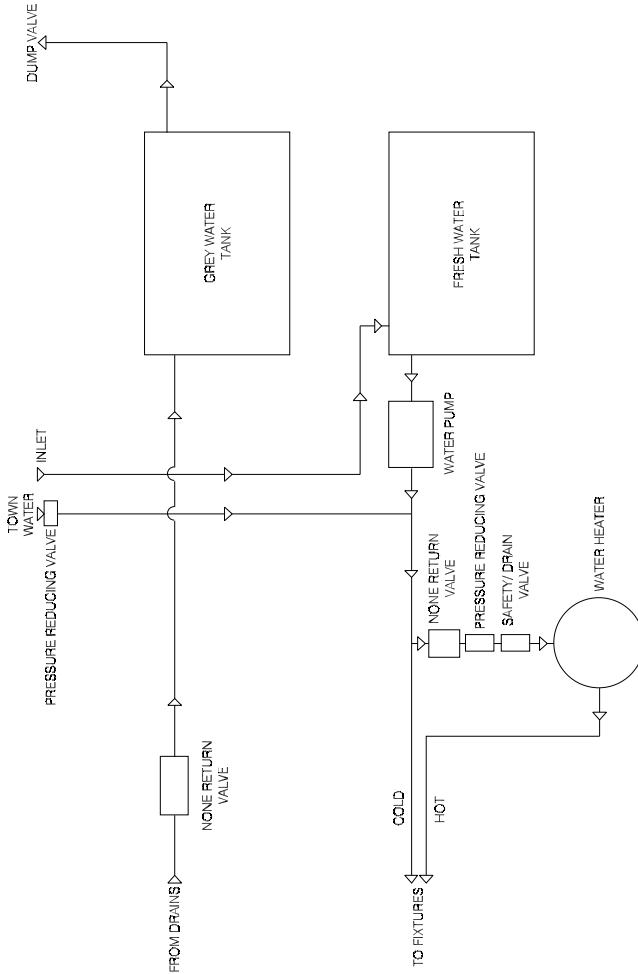 DUMP VALVE
GREY WATER
TANK
FRESH WATER
TANK
INLET
TOWN
WATER
PRESSURE REDUCING VALVE
WATER PUMP
NONE RETURN
VALVE
PRESSURE REDUCING VALVE
SAFETY/ DRAIN
VALVE
WATER HEATER
NONE RETURN
VALVE
COLD
HOT
FROM DRAINS
TO FIXTURES